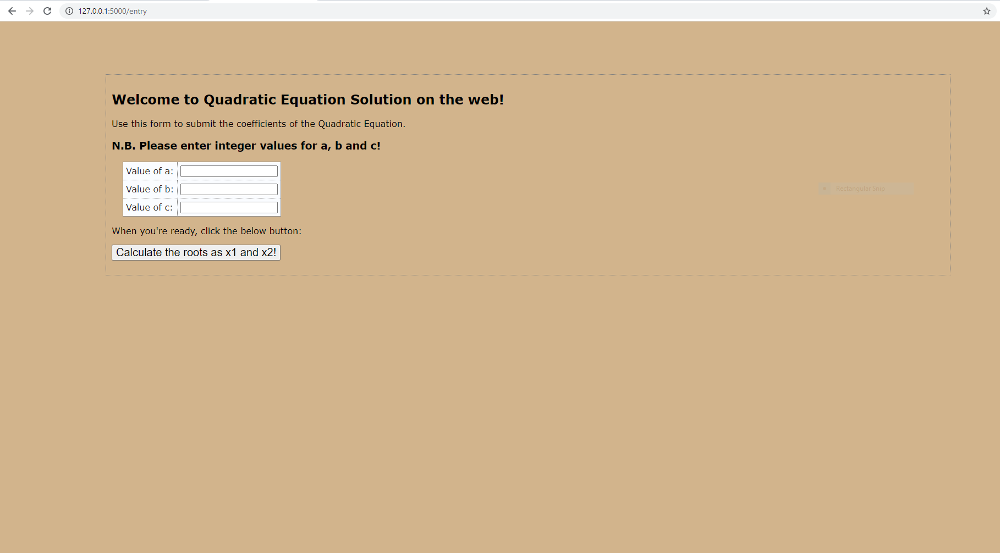 127.0.0.1:5000/entry
Welcome to Quadratic Equation Solution on the web!
Use this form to submit the coefficients of the Quadratic Equation.
N.B. Please enter integer values for a, b and c!
Value of a:
Value of b:
Value of c:
Rectangular Snip
When you're ready, click the below button:
Calculate the roots as x1 and x2!